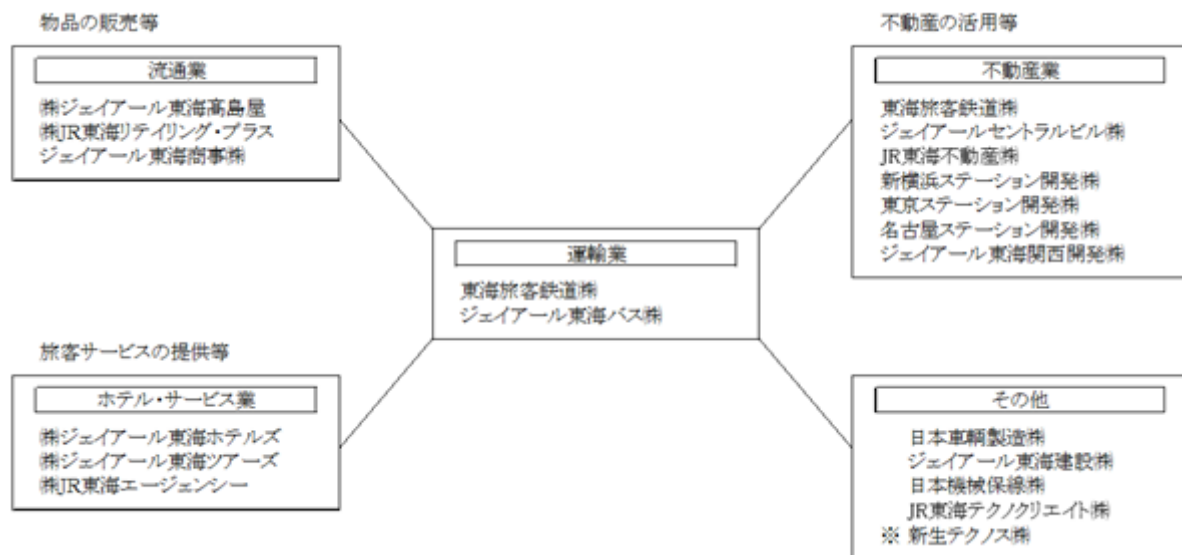 物品の販売等
流通業
㈱ジェイアール東海髙島屋
㈱JR東海リテイリング・プラス
ジェイアール東海商事㈱
不動産の活用等
不動産業
東海旅客鉄道㈱
ジェイアールセントラルビル㈱
JR東海不動産㈱
新横浜ステーション開発㈱
東京ステーション開発㈱
名古屋ステーション開発㈱
ジェイアール東海関西開発㈱
運輸業
東海旅客鉄道㈱
ジェイアール東海バス㈱
旅客サービスの提供等
ホテル・サービス業
㈱ジェイアール東海ホテルズ
㈱ジェイアール東海ツアーズ
㈱JR東海エージェンシー
その他
日本車輌製造㈱
ジェイアール東海建設㈱
日本機械保線㈱
JR東海テクノクリエイト㈱
※ 新生テクノス㈱